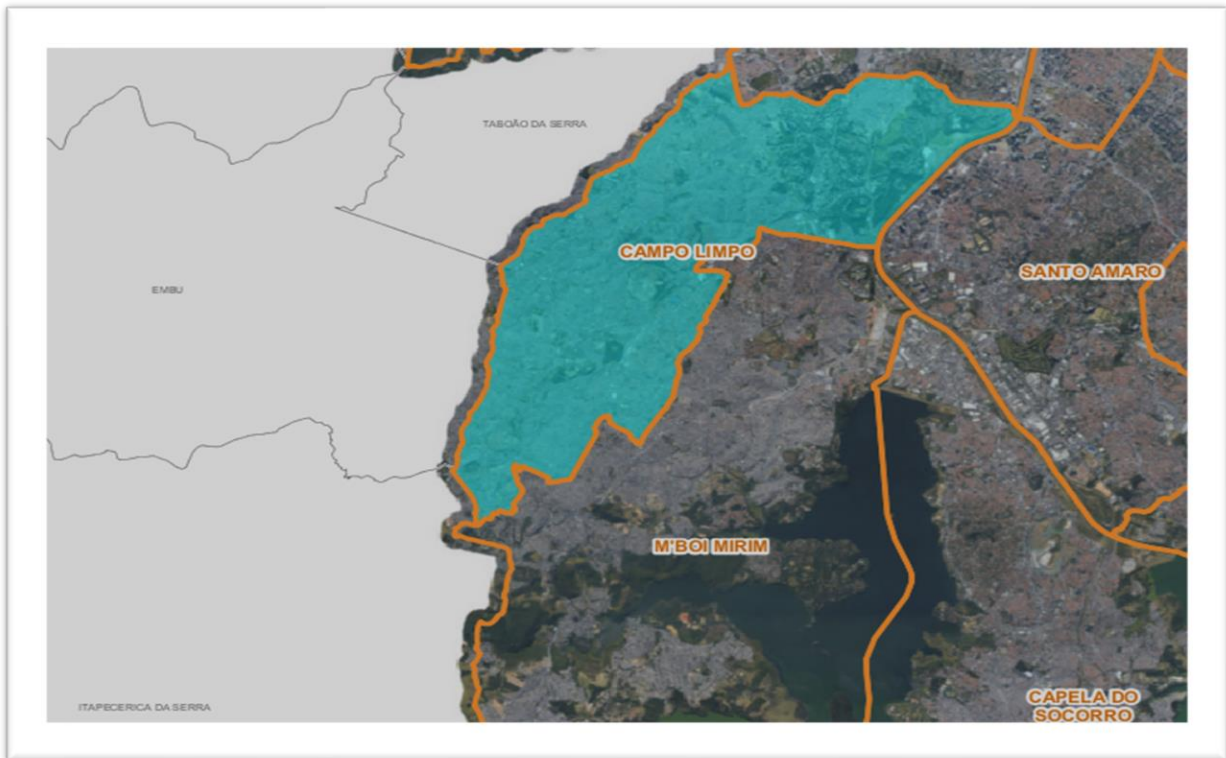 TABOÃO DA SERRA
CAMPO LIMPO
SANTO AMARO
EMBU
M'BOI MIRIM
CAPELA DO
SOCORRO
ITAPECERICA DA SERRA